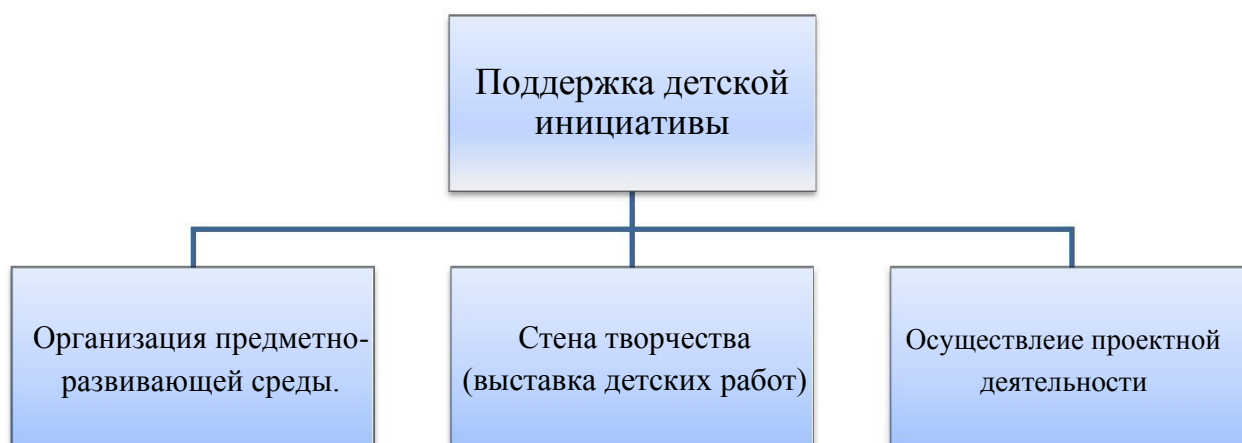 Поддержка детской
инициативы
Организация предметно-
развивающей среды.
Стена творчества
(выставка детских работ)
Осуществлеие проектной
деятельности